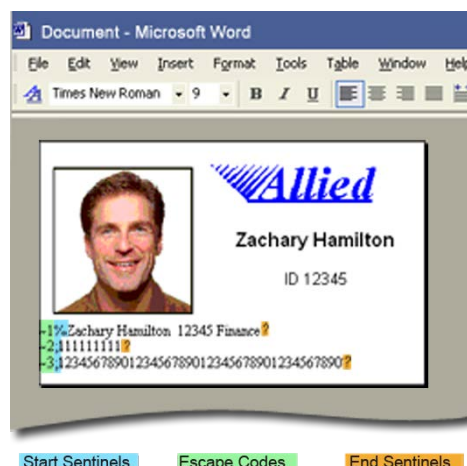 Document - Microsoft Word
File Edit View Insert Format Tools Table Window Help
Times New Roman 9 B I U
Allied
Zachary Hamilton
ID 12345
~1%Zachary Hamilton 12345 Finance?
~2;111111111?
~3;1234567890123456789012345678901234567890?
Start Sentinels Escape Codes End Sentinels